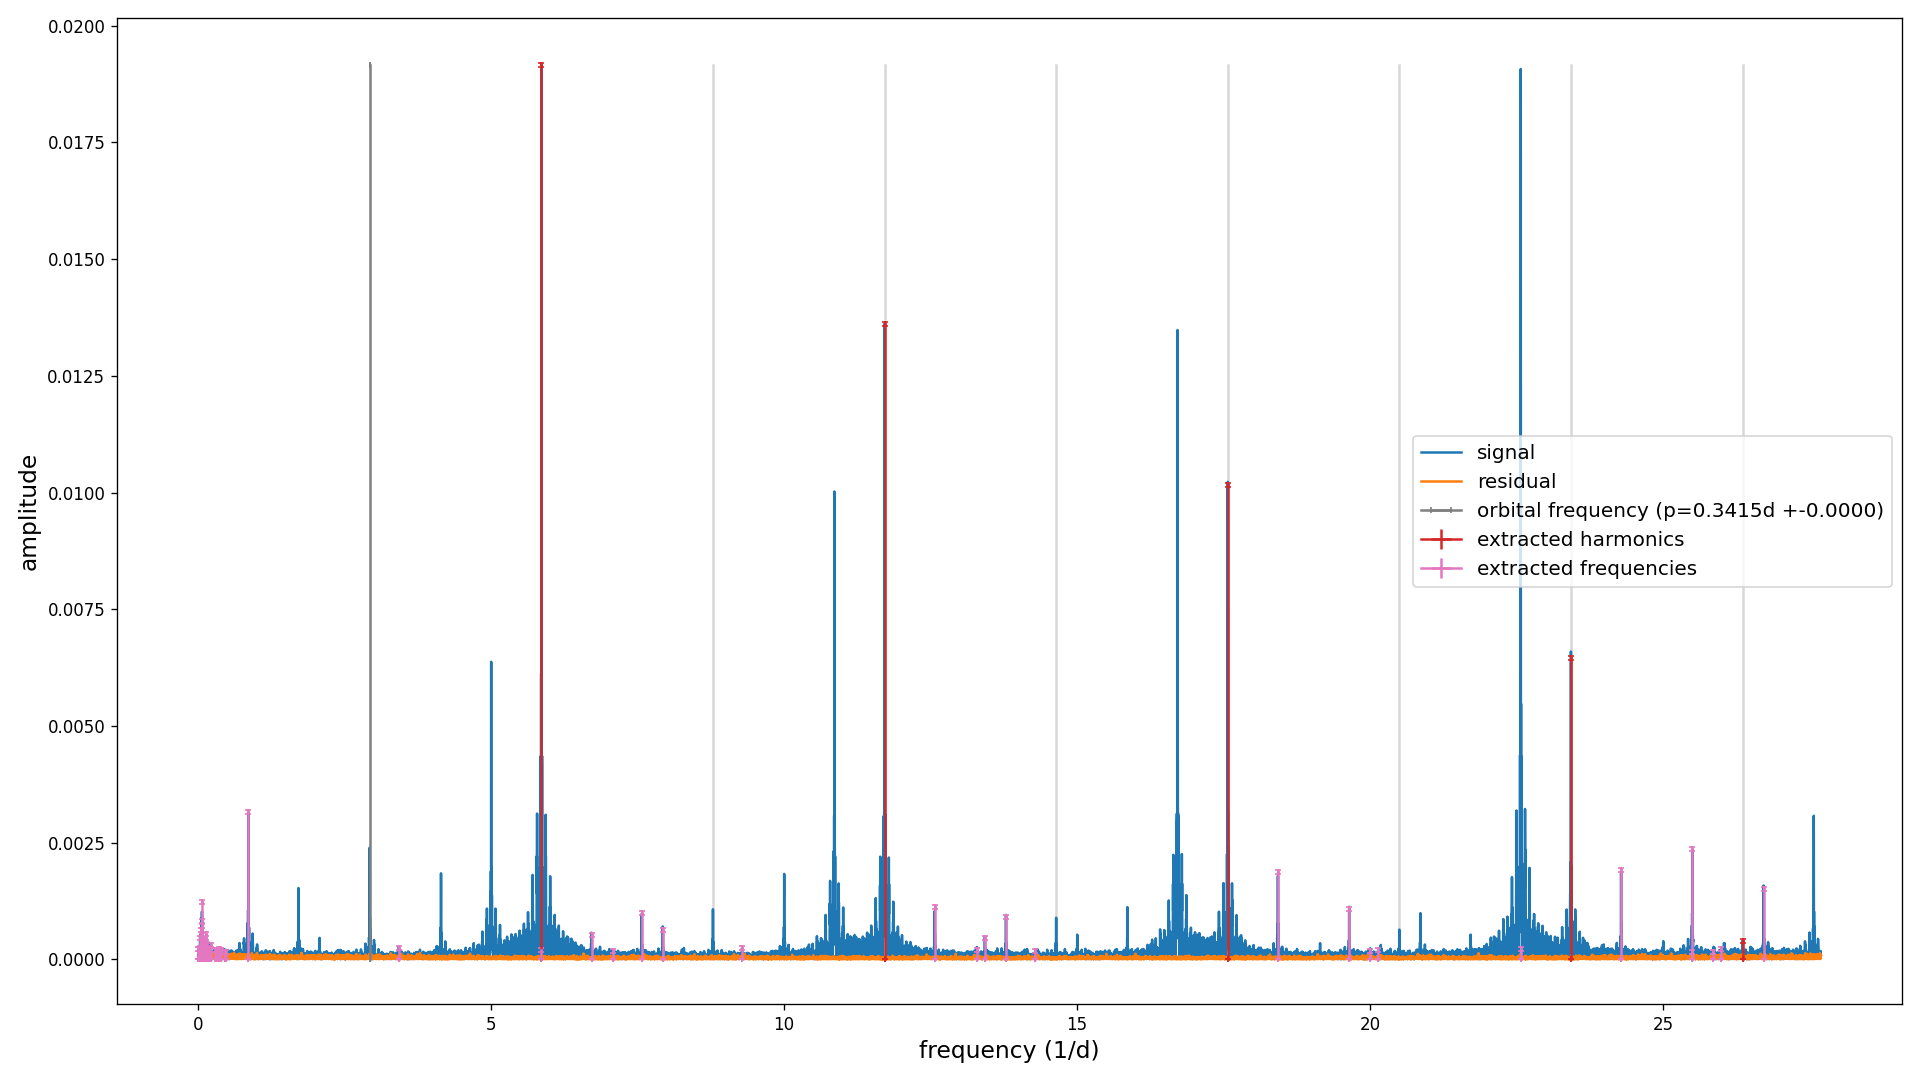 0.0200
0.0175
0.0150
0.0125
0.0100
0.0075
0.0050
0.0025
0.0000
amplitude
signal
residual
orbital frequency (p=0.3415d +-0.0000)
extracted harmonics
extracted frequencies
0 5 10 15 20 25
frequency (1/d)